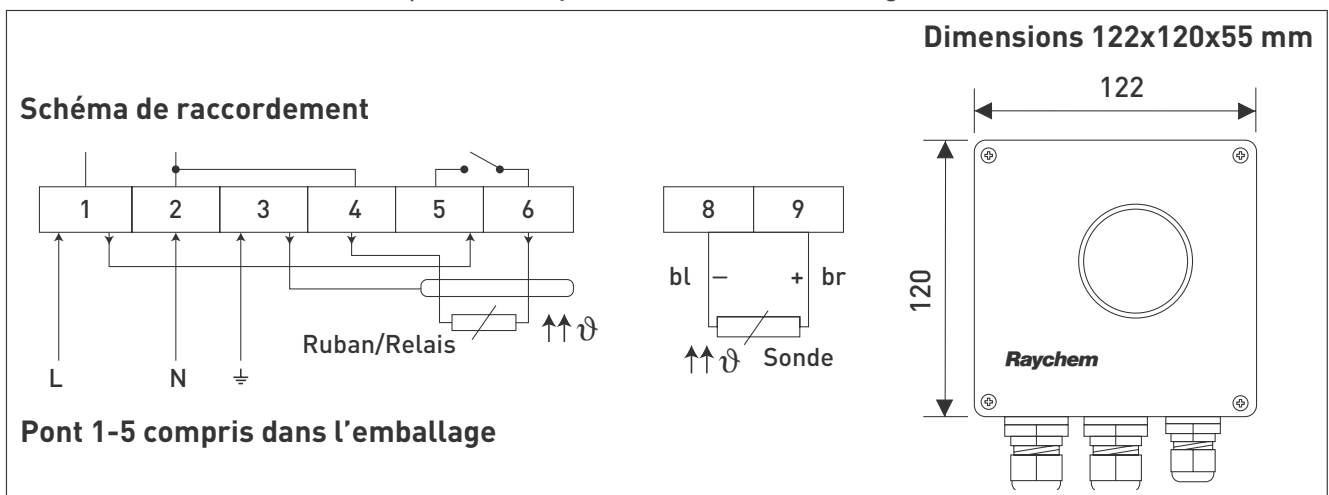 Dimensions 122x120x55 mm
122
Schéma de raccordement
1 2 3 4 5 6
8 9
bl – + br
120
Ruban/Relais
↑↑ϑ
↑↑ϑ Sonde
Raychem
L N
Pont 1-5 compris dans l’emballage